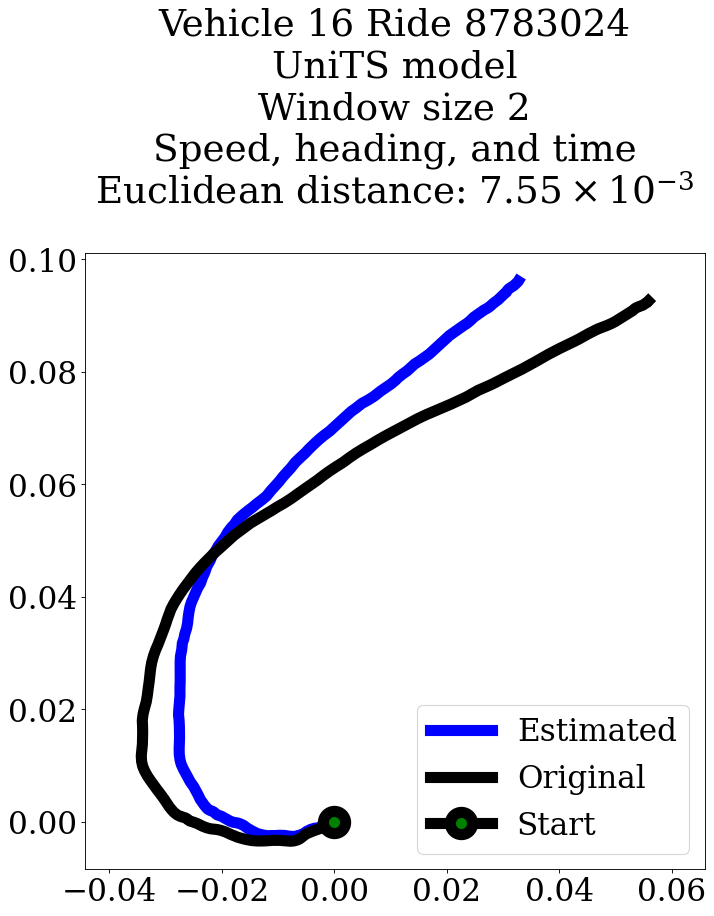 Vehicle 16 Ride 8783024
UniTS model
Window size 2
Speed, heading, and time
Euclidean distance: 7.55 × 10⁻³
0.10
0.08
0.06
0.04
0.02
0.00
Estimated
Original
Start
−0.04 −0.02 0.00 0.02 0.04 0.06